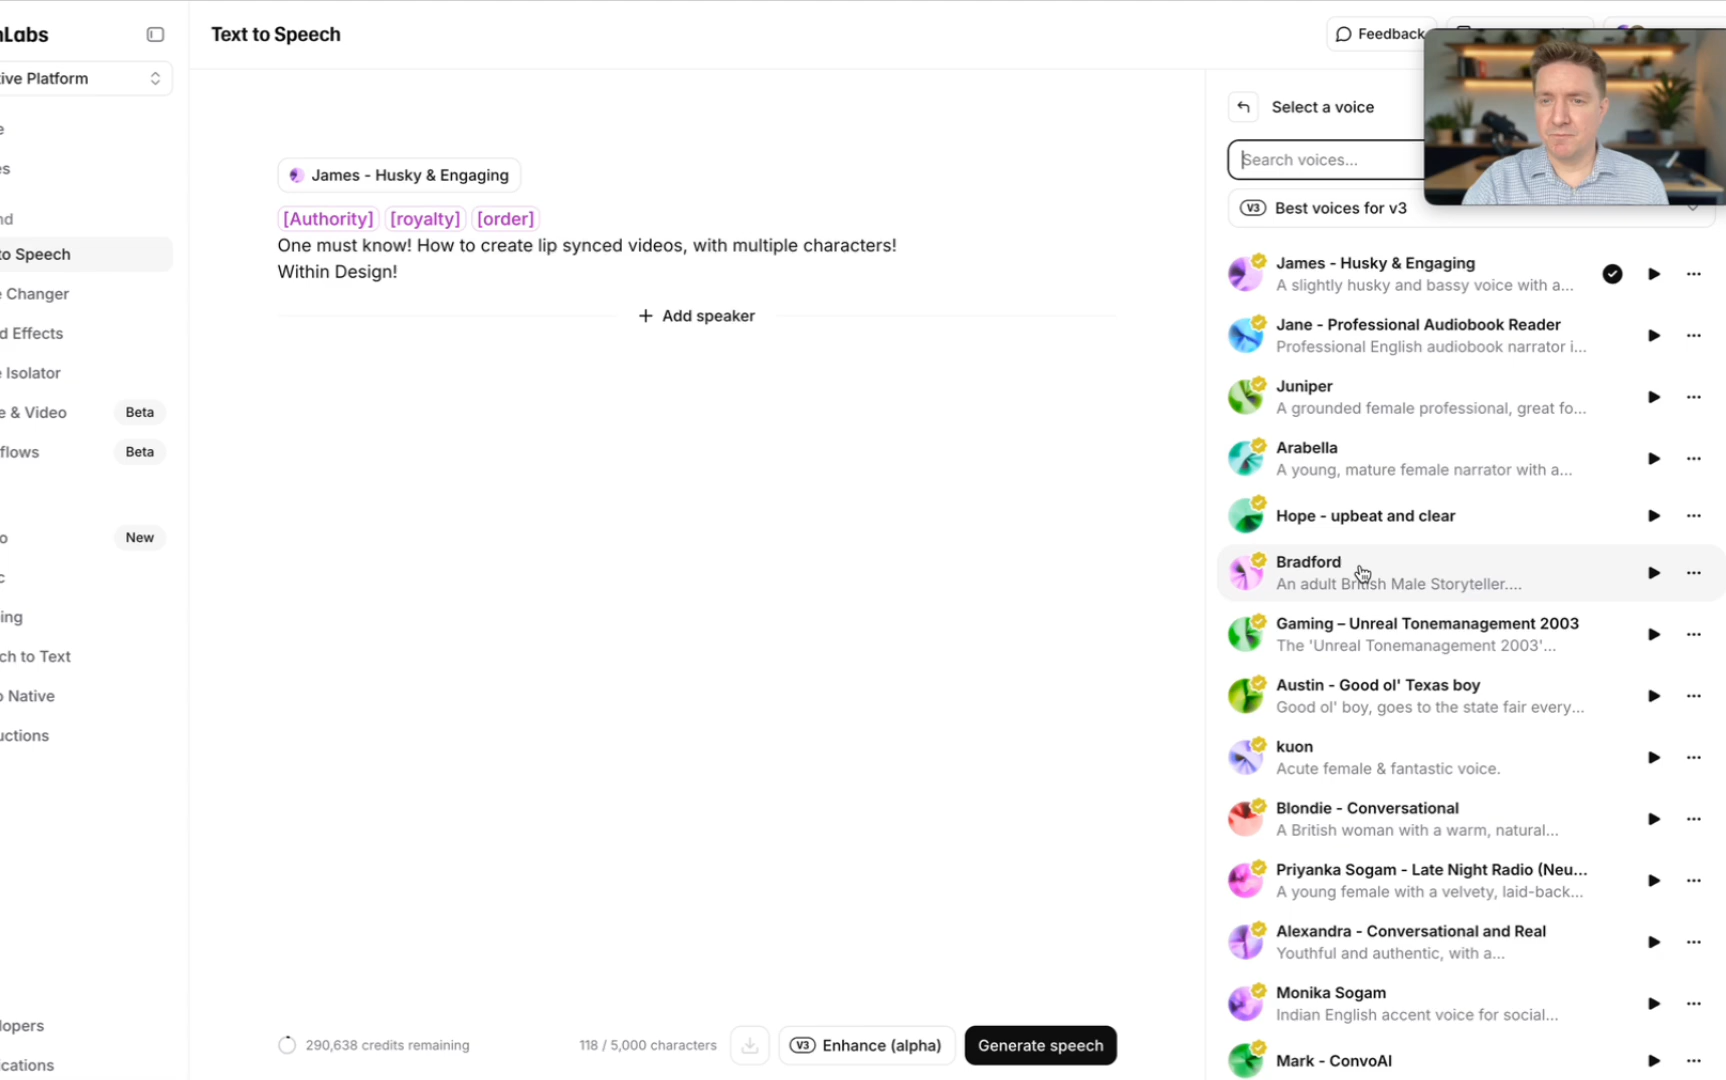 Labs
ive Platform
e
es
nd
to Speech
e Changer
d Effects
e Isolator
e & Video Beta
flows Beta
o New
c
ing
ch to Text
o Native
uctions
lopers
cations
Text to Speech
Feedback
James - Husky & Engaging
[Authority] [royalty] [order]
One must know! How to create lip synced videos, with multiple characters!
Within Design!
+ Add speaker
290,638 credits remaining
118 / 5,000 characters
V3 Enhance (alpha)
Generate speech
Select a voice
Search voices...
V3 Best voices for v3
James - Husky & Engaging
A slightly husky and bassy voice with a...
Jane - Professional Audiobook Reader
Professional English audiobook narrator i...
Juniper
A grounded female professional, great fo...
Arabella
A young, mature female narrator with a...
Hope - upbeat and clear
Bradford
An adult British Male Storyteller....
Gaming – Unreal Tonemanagement 2003
The 'Unreal Tonemanagement 2003'...
Austin - Good ol' Texas boy
Good ol' boy, goes to the state fair every...
kuon
Acute female & fantastic voice.
Blondie - Conversational
A British woman with a warm, natural...
Priyanka Sogam - Late Night Radio (Neu...
A young female with a velvety, laid-back...
Alexandra - Conversational and Real
Youthful and authentic, with a...
Monika Sogam
Indian English accent voice for social...
Mark - ConvoAI